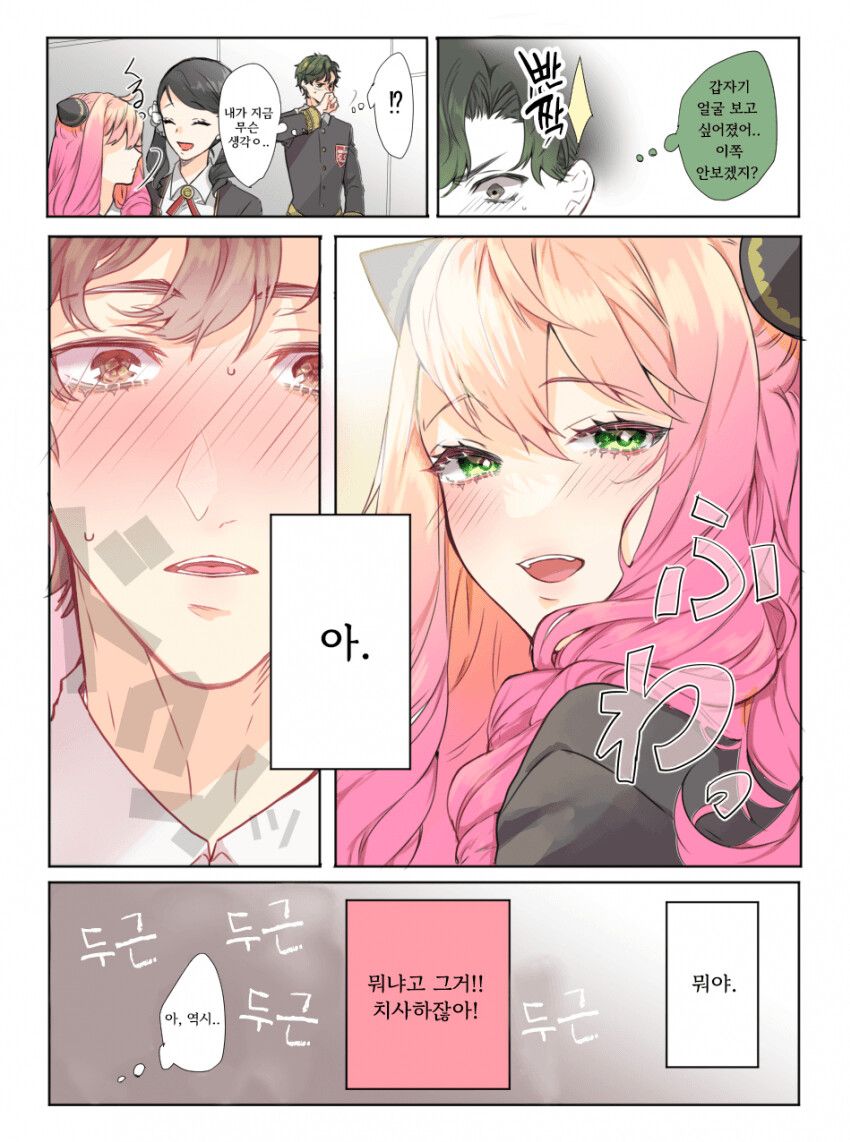 갑자기
얼굴 보고
싶어졌어..
이쪽
안보겠지?
빤짝
!?
내가 지금
무슨
생각ㅇ..
아.
ふわっ
뭐야.
뭐냐고 그거!!
치사하잖아!
두근
두근
두근
두근
아, 역시..